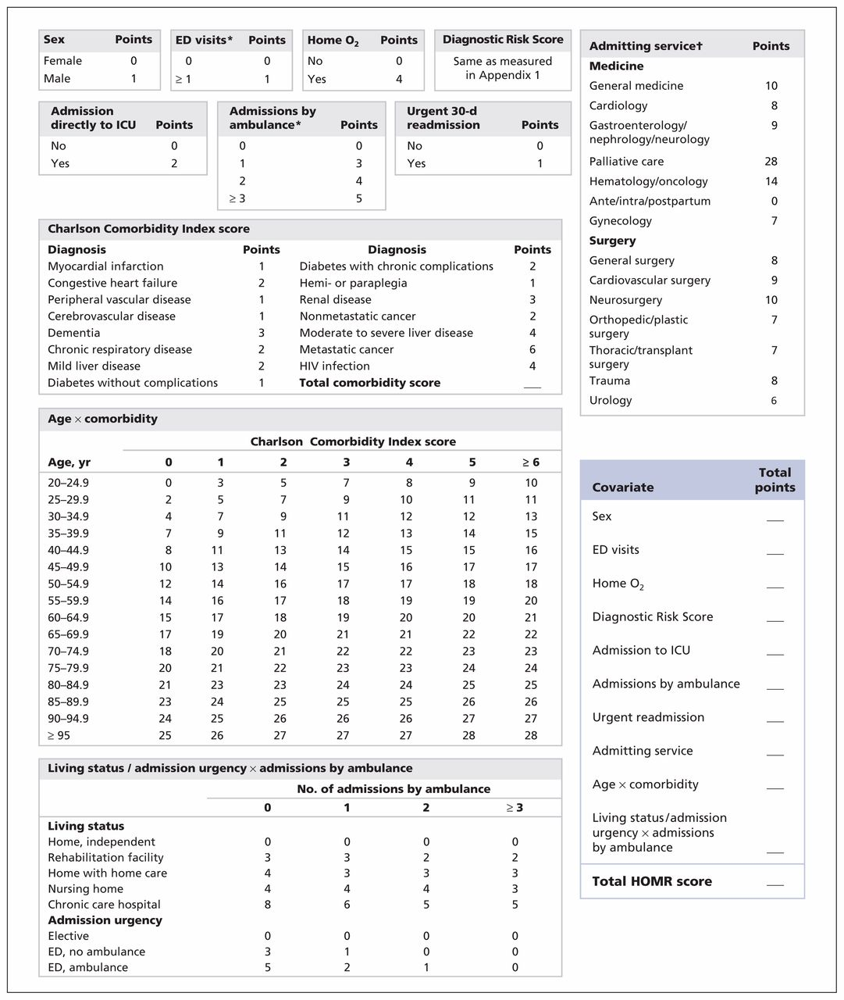 Sex Points
Female 0
Male 1
ED visits* Points
0 0
≥ 1 1
Home O₂ Points
No 0
Yes 4
Diagnostic Risk Score
Same as measured
in Appendix 1
Admission
directly to ICU Points
No 0
Yes 2
Admissions by
ambulance* Points
0 0
1 3
2 4
≥ 3 5
Urgent 30-d
readmission Points
No 0
Yes 1
Charlson Comorbidity Index score
Diagnosis Points Diagnosis Points
Myocardial infarction 1 Diabetes with chronic complications 2
Congestive heart failure 2 Hemi- or paraplegia 1
Peripheral vascular disease 1 Renal disease 3
Cerebrovascular disease 1 Nonmetastatic cancer 2
Dementia 3 Moderate to severe liver disease 4
Chronic respiratory disease 2 Metastatic cancer 6
Mild liver disease 2 HIV infection 4
Diabetes without complications 1 Total comorbidity score ___
Age × comorbidity
Charlson Comorbidity Index score
Age, yr 0 1 2 3 4 5 ≥ 6
20–24.9 0 3 5 7 8 9 10
25–29.9 2 5 7 9 10 11 11
30–34.9 4 7 9 11 12 12 13
35–39.9 7 9 11 12 13 14 15
40–44.9 8 11 13 14 15 15 16
45–49.9 10 13 14 15 16 17 17
50–54.9 12 14 16 17 17 18 18
55–59.9 14 16 17 18 19 19 20
60–64.9 15 17 18 19 20 20 21
65–69.9 17 19 20 21 21 22 22
70–74.9 18 20 21 22 22 23 23
75–79.9 20 21 22 23 23 24 24
80–84.9 21 23 23 24 24 25 25
85–89.9 23 24 25 25 25 26 26
90–94.9 24 25 26 26 26 27 27
≥ 95 25 26 27 27 27 28 28
Living status / admission urgency × admissions by ambulance
No. of admissions by ambulance
0 1 2 ≥ 3
Living status
Home, independent 0 0 0 0
Rehabilitation facility 3 3 2 2
Home with home care 4 3 3 3
Nursing home 4 4 4 3
Chronic care hospital 8 6 5 5
Admission urgency
Elective 0 0 0 0
ED, no ambulance 3 1 0 0
ED, ambulance 5 2 1 0
Admitting service† Points
Medicine
General medicine 10
Cardiology 8
Gastroenterology/ 9
nephrology/neurology
Palliative care 28
Hematology/oncology 14
Ante/intra/postpartum 0
Gynecology 7
Surgery
General surgery 8
Cardiovascular surgery 9
Neurosurgery 10
Orthopedic/plastic 7
surgery
Thoracic/transplant 7
surgery
Trauma 8
Urology 6
Total
Covariate points
Sex ___
ED visits ___
Home O₂ ___
Diagnostic Risk Score ___
Admission to ICU ___
Admissions by ambulance ___
Urgent readmission ___
Admitting service ___
Age × comorbidity ___
Living status/admission
urgency × admissions
by ambulance ___
Total HOMR score ___